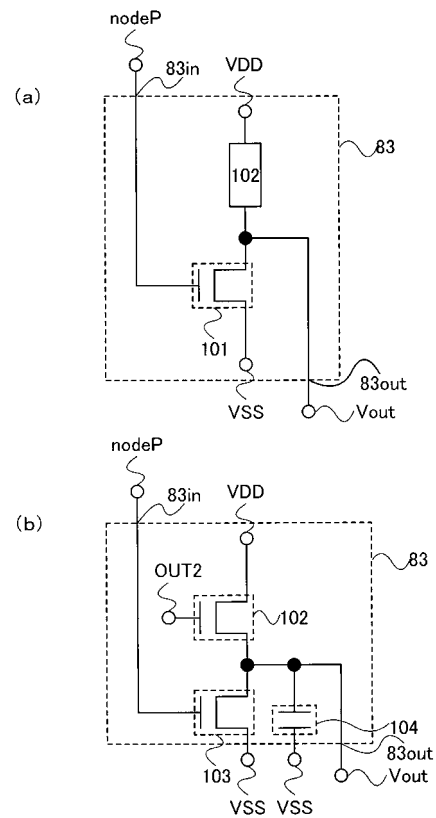 nodeP
83in
VDD
(a)
83
102
101
83out
VSS
Vout
nodeP
83in
VDD
(b)
83
OUT2
102
104
103
83out
VSS
VSS
Vout